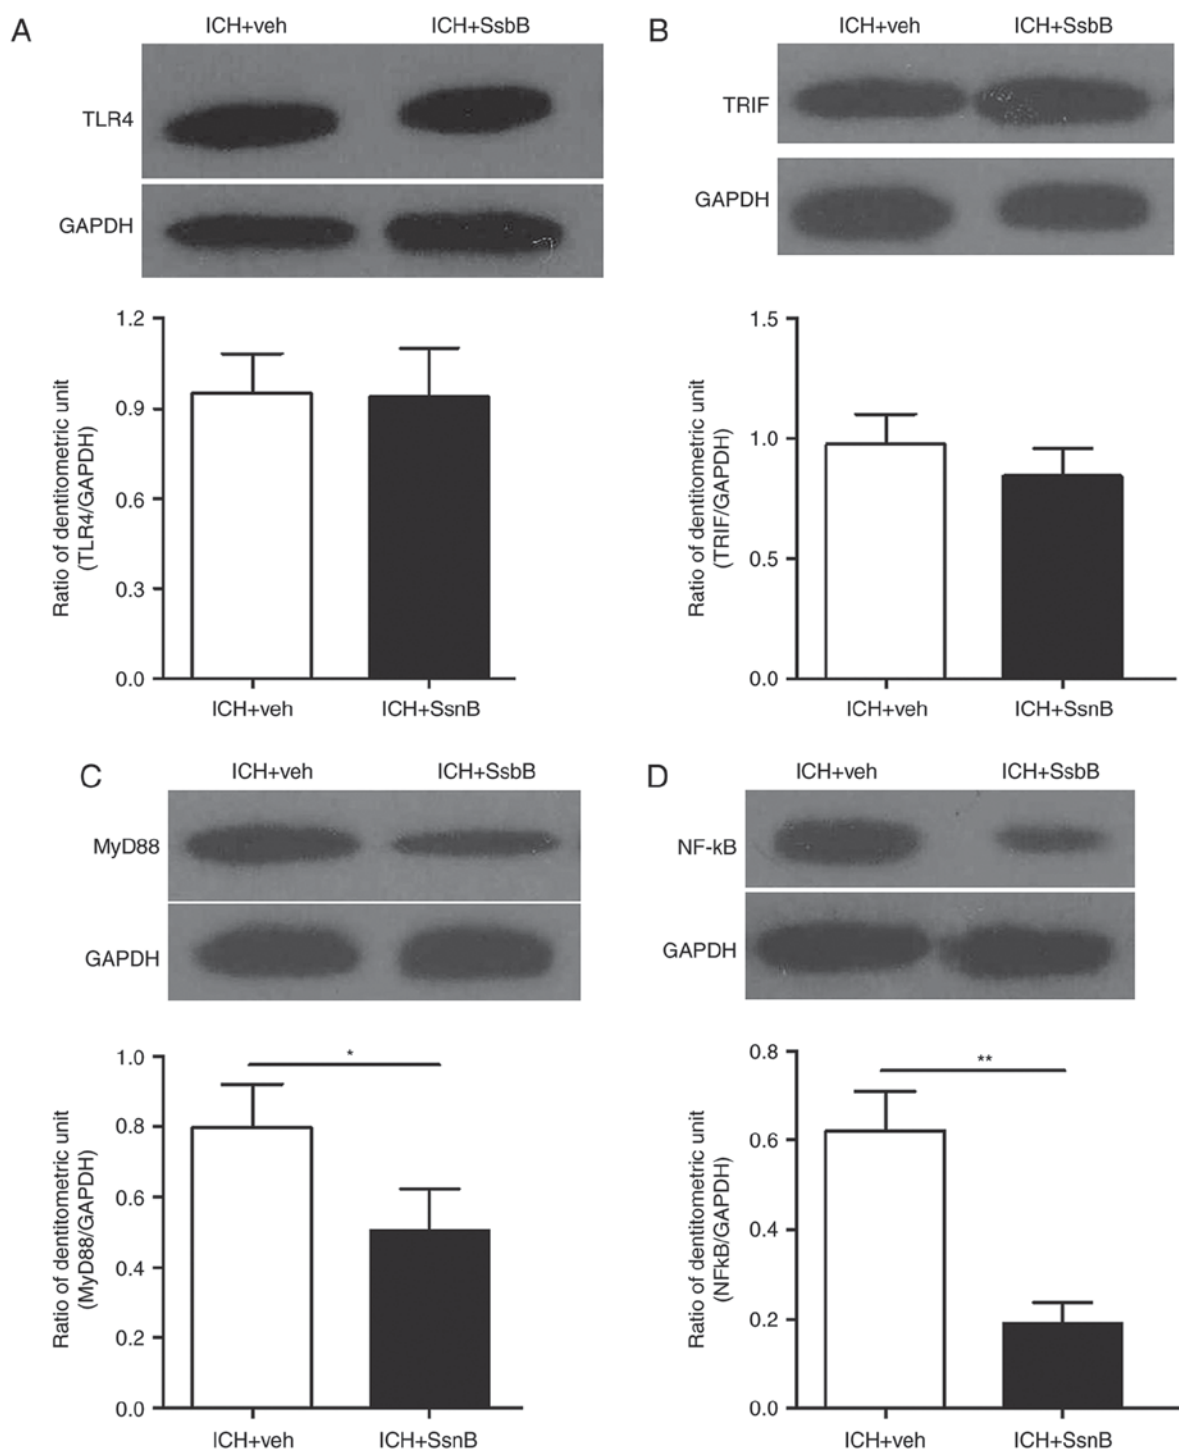 A
ICH+veh ICH+SsbB
TLR4
GAPDH
1.2
0.9
0.6
0.3
0.0
Ratio of dentitometric unit
(TLR4/GAPDH)
ICH+veh ICH+SsnB
B
ICH+veh ICH+SsbB
TRIF
GAPDH
1.5
1.0
0.5
0.0
Ratio of dentitometric unit
(TRIF/GAPDH)
ICH+veh ICH+SsnB
C
ICH+veh ICH+SsbB
MyD88
GAPDH
1.0
0.8
0.6
0.4
0.2
0.0
Ratio of dentitometric unit
(MyD88/GAPDH)
*
ICH+veh ICH+SsnB
D
ICH+veh ICH+SsbB
NF-kB
GAPDH
0.8
0.6
0.4
0.2
0.0
Ratio of dentitometric unit
(NFkB/GAPDH)
**
ICH+veh ICH+SsnB